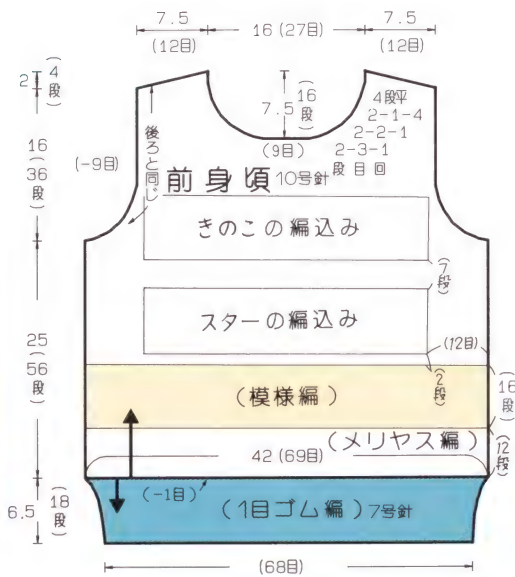 7.5
(12目)
16(27目)
7.5
(12目)
2
(4段)
16
(36段)
(-9目)
後ろと同じ
7.5
(16段)
(9目)
4段平
2-1-4
2-2-1
2-3-1
段目回
前身頃 10号針
きのこの編込み
(7段)
スターの編込み
(12目)
(2段)
25
(56段)
(模様編)
(16段)
(メリヤス編)
(12段)
42(69目)
(-1目)
(1目ゴム編)7号針
6.5
(18段)
(68目)